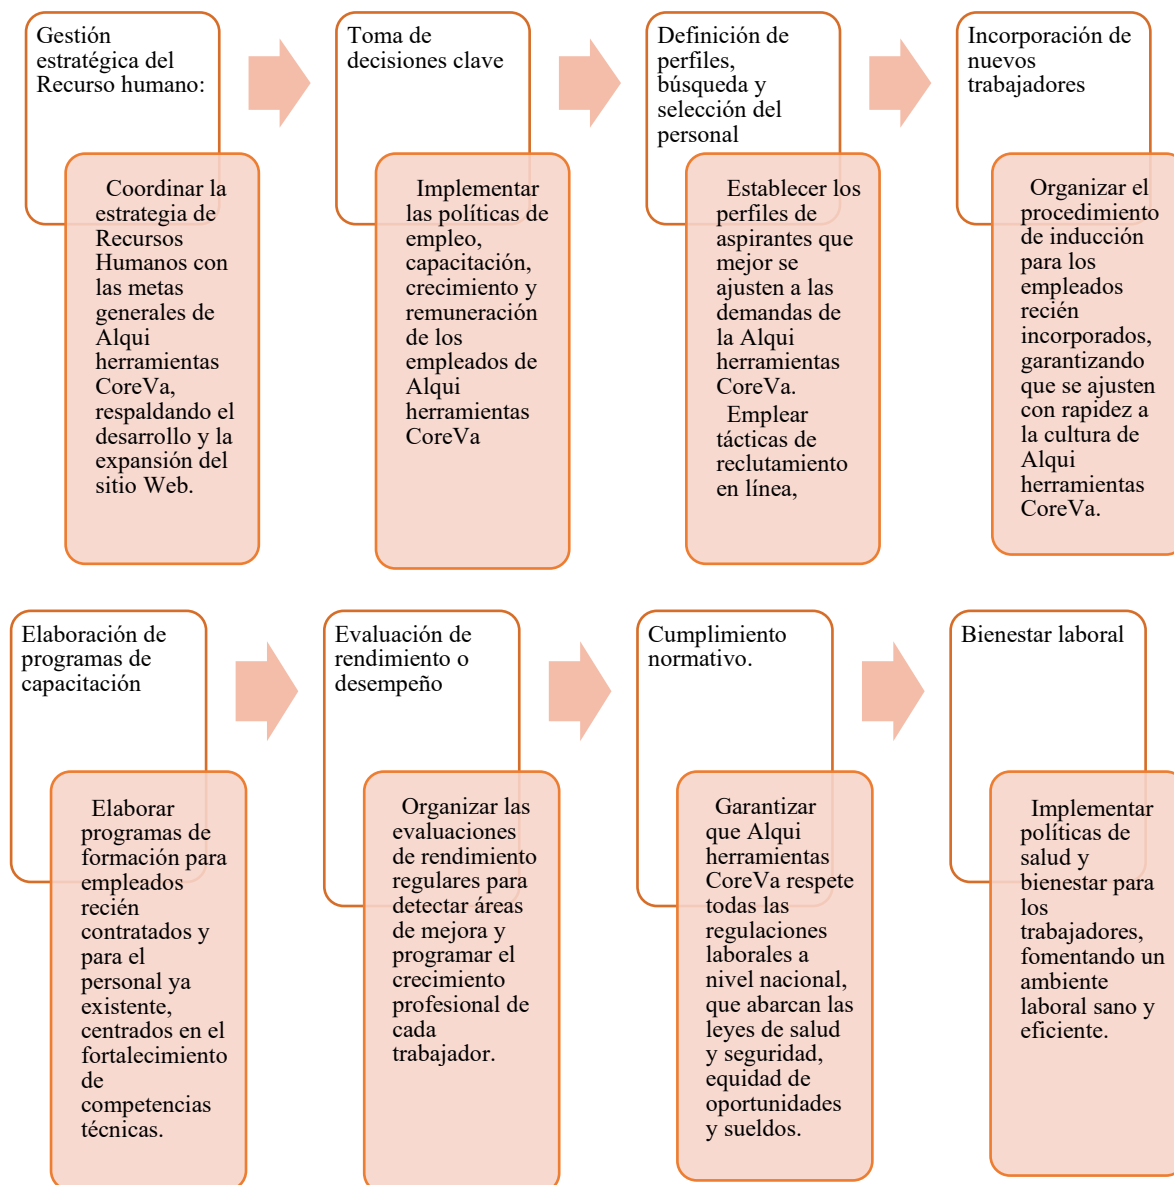 Gestión
estratégica del
Recurso humano:
Coordinar la
estrategia de
Recursos
Humanos con
las metas
generales de
Alqui
herramientas
CoreVa,
respaldando el
desarrollo y la
expansión del
sitio Web.
Toma de
decisiones clave
Implementar
las políticas de
empleo,
capacitación,
crecimiento y
remuneración
de los
empleados de
Alqui
herramientas
CoreVa
Definición de
perfiles,
búsqueda y
selección del
personal
Establecer los
perfiles de
aspirantes que
mejor se
ajusten a las
demandas de
la Alqui
herramientas
CoreVa.
Emplear
tácticas de
reclutamiento
en línea,
Incorporación de
nuevos
trabajadores
Organizar el
procedimiento
de inducción
para los
empleados
recién
incorporados,
garantizando
que se ajusten
con rapidez a
la cultura de
Alqui
herramientas
CoreVa.
Elaboración de
programas de
capacitación
Elaborar
programas de
formación para
empleados
recién
contratados y
para el
personal ya
existente,
centrados en el
fortalecimiento
de
competencias
técnicas.
Evaluación de
rendimiento o
desempeño
Organizar las
evaluaciones
de rendimiento
regulares para
detectar áreas
de mejora y
programar el
crecimiento
profesional de
cada
trabajador.
Cumplimiento
normativo.
Garantizar
que Alqui
herramientas
CoreVa respete
todas las
regulaciones
laborales a
nivel nacional,
que abarcan las
leyes de salud
y seguridad,
equidad de
oportunidades
y sueldos.
Bienestar laboral
Implementar
políticas de
salud y
bienestar para
los
trabajadores,
fomentando un
ambiente
laboral sano y
eficiente.